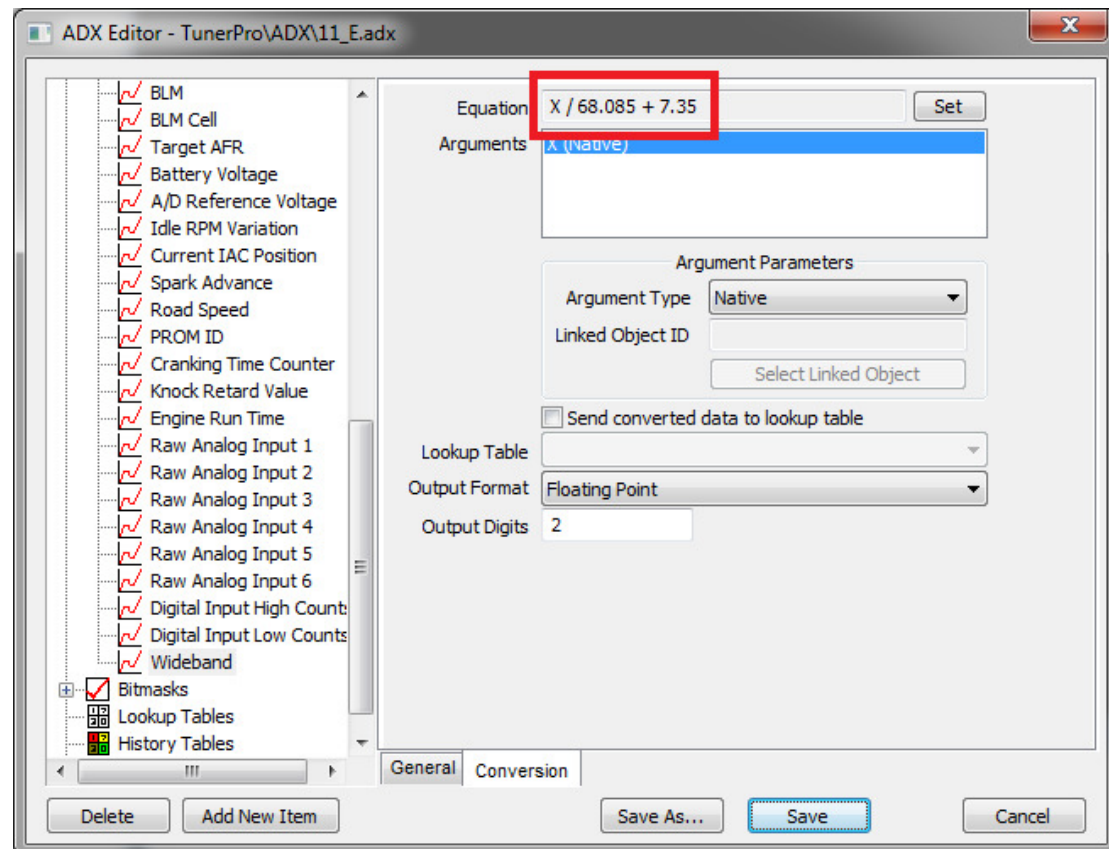 ADX Editor - TunerPro\ADX\11_E.adx
BLM
BLM Cell
Target AFR
Battery Voltage
A/D Reference Voltage
Idle RPM Variation
Current IAC Position
Spark Advance
Road Speed
PROM ID
Cranking Time Counter
Knock Retard Value
Engine Run Time
Raw Analog Input 1
Raw Analog Input 2
Raw Analog Input 3
Raw Analog Input 4
Raw Analog Input 5
Raw Analog Input 6
Digital Input High Counts
Digital Input Low Counts
Wideband
Bitmasks
Lookup Tables
History Tables
Equation X / 68.085 + 7.35 Set
Arguments X (Native)
Argument Parameters
Argument Type Native
Linked Object ID
Select Linked Object
Send converted data to lookup table
Lookup Table
Output Format Floating Point
Output Digits 2
General Conversion
Delete Add New Item Save As... Save Cancel